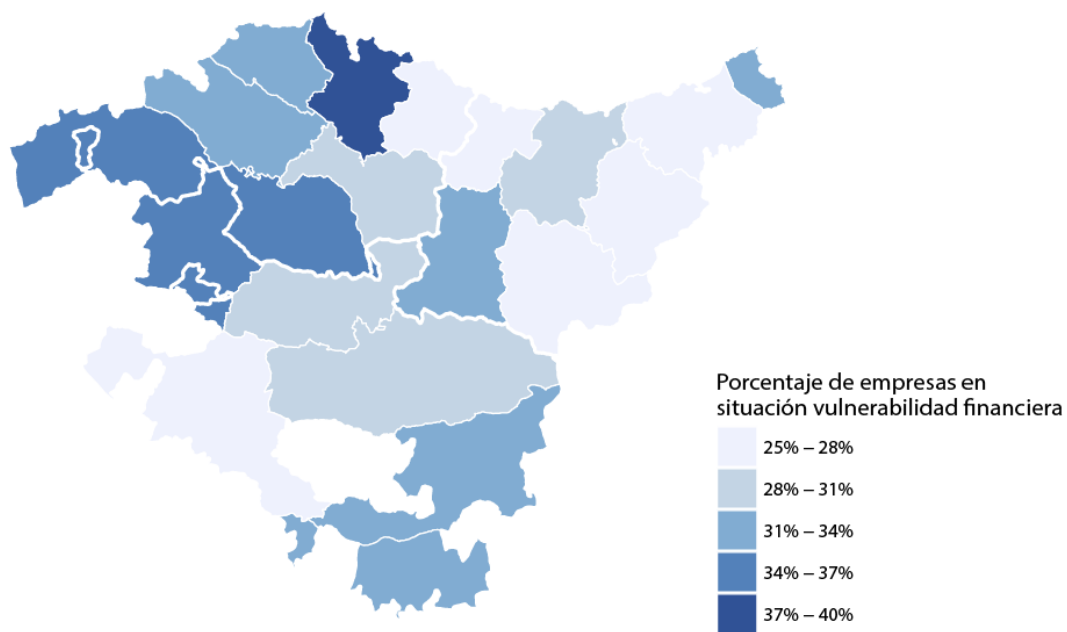 Porcentaje de empresas en
situación vulnerabilidad financiera
25% – 28%
28% – 31%
31% – 34%
34% – 37%
37% – 40%